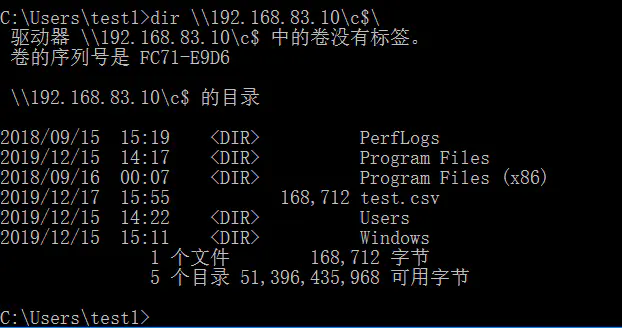 C:\Users\test1>dir \\192.168.83.10\c$\
驱动器 \\192.168.83.10\c$ 中的卷没有标签。
卷的序列号是 FC71-E9D6
\\192.168.83.10\c$ 的目录
2018/09/15  15:19    <DIR>          PerfLogs
2019/12/15  14:17    <DIR>          Program Files
2018/09/16  00:07    <DIR>          Program Files (x86)
2019/12/17  15:55           168,712 test.csv
2019/12/15  14:22    <DIR>          Users
2019/12/15  15:11    <DIR>          Windows
1 个文件        168,712 字节
5 个目录 51,396,435,968 可用字节
C:\Users\test1>